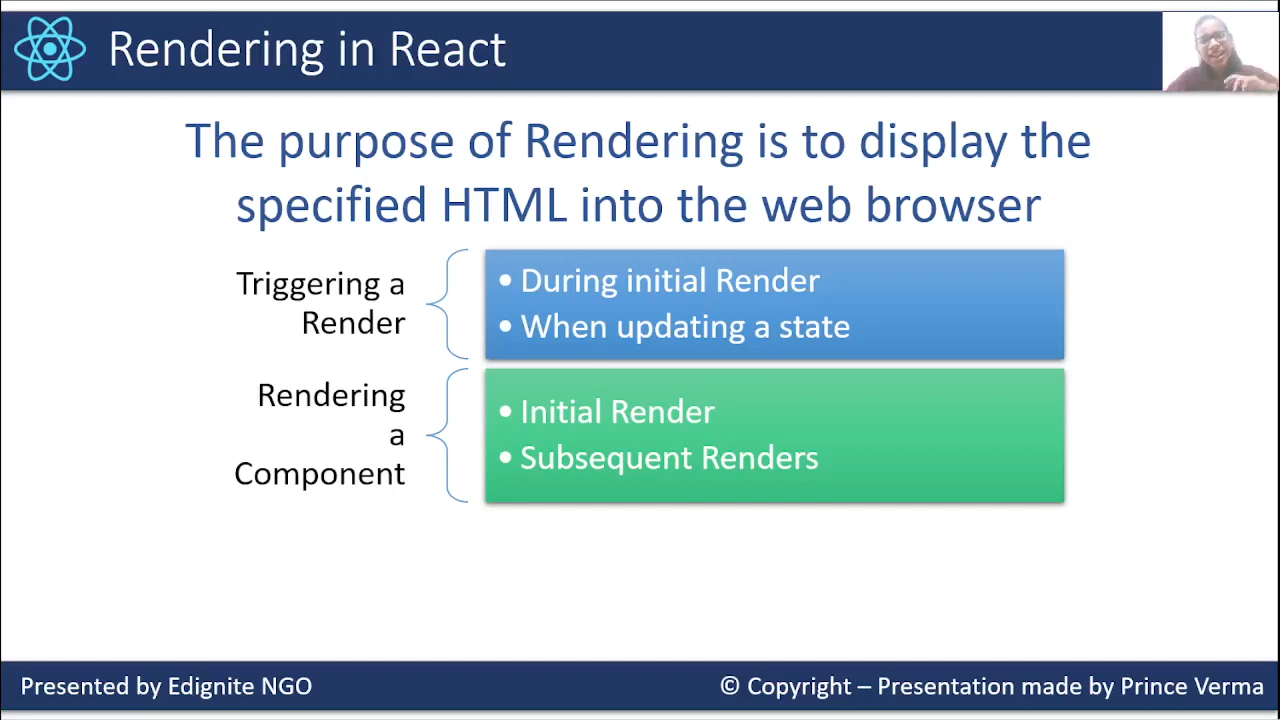 Rendering in React
The purpose of Rendering is to display the
specified HTML into the web browser
Triggering a
Render
• During initial Render
• When updating a state
Rendering
a
Component
• Initial Render
• Subsequent Renders
Presented by Edignite NGO
© Copyright – Presentation made by Prince Verma